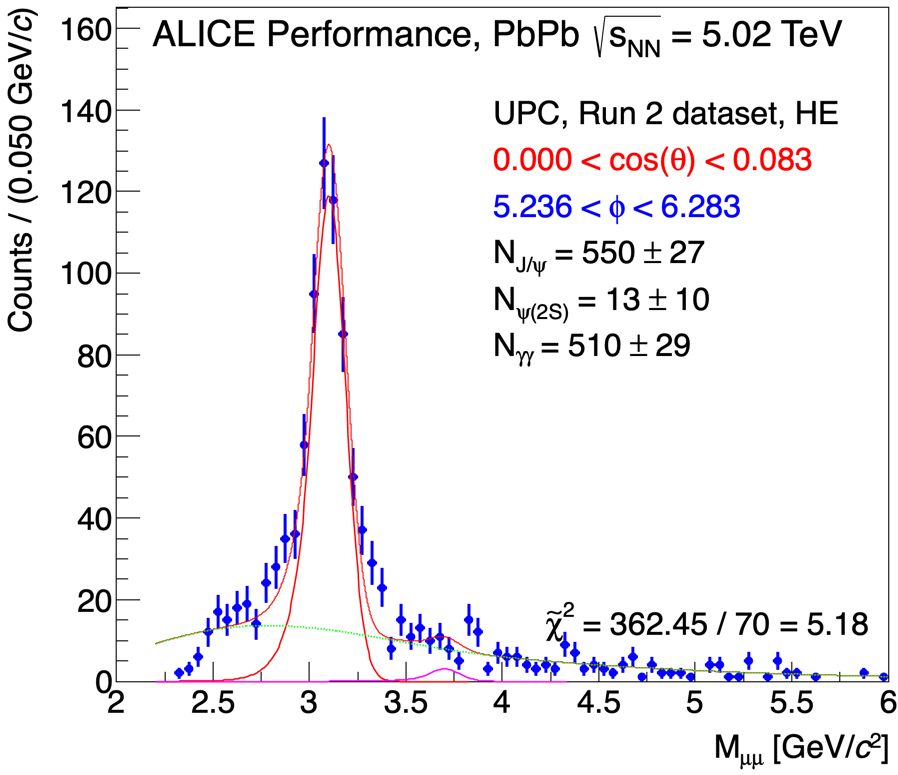 ALICE Performance, PbPb √s_NN = 5.02 TeV
UPC, Run 2 dataset, HE
0.000 < cos(θ) < 0.083
5.236 < ϕ < 6.283
N_J/ψ = 550 ± 27
N_ψ(2S) = 13 ± 10
N_γγ = 510 ± 29
χ̃² = 362.45 / 70 = 5.18
Counts / (0.050 GeV/c)
160
140
120
100
80
60
40
20
0
2 2.5 3 3.5 4 4.5 5 5.5 6
M_μμ [GeV/c²]